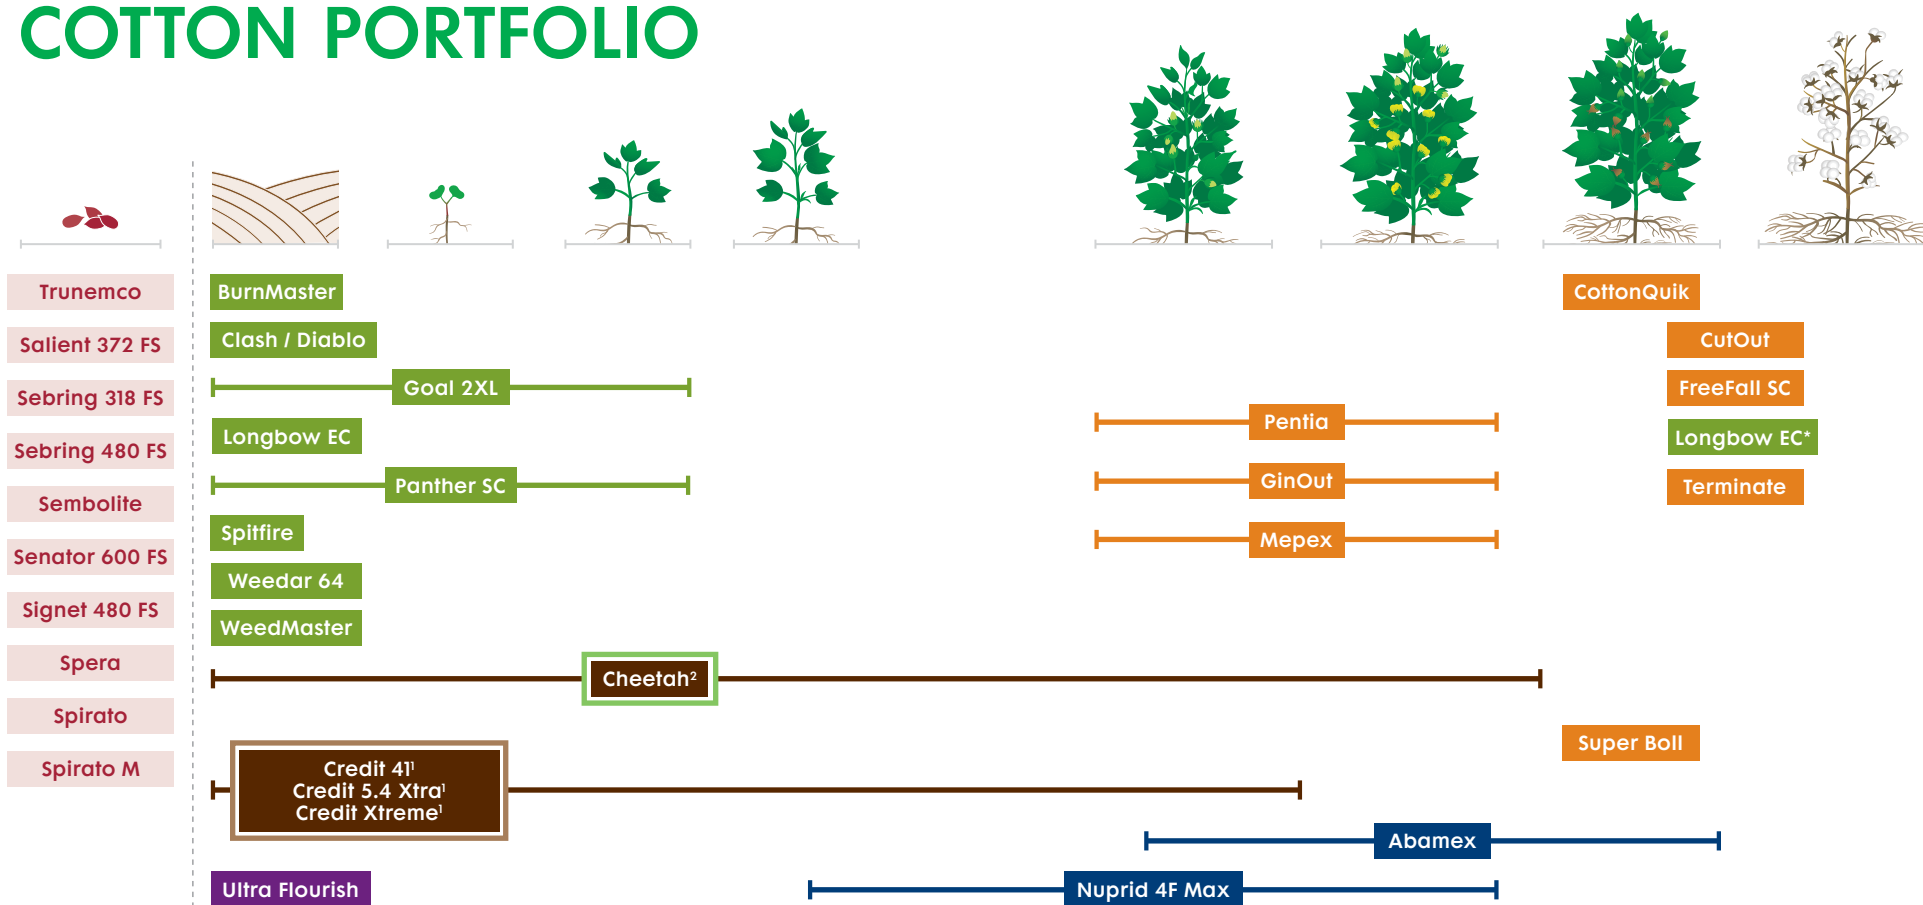 COTTON PORTFOLIO
Trunemco
Salient 372 FS
Sebring 318 FS
Sebring 480 FS
Sembolite
Senator 600 FS
Signet 480 FS
Spera
Spirato
Spirato M
BurnMaster
Clash / Diablo
Goal 2XL
Longbow EC
Panther SC
Spitfire
Weedar 64
WeedMaster
Cheetah²
Credit 41¹
Credit 5.4 Xtra¹
Credit Xtreme¹
Ultra Flourish
Pentia
GinOut
Mepex
CottonQuik
CutOut
FreeFall SC
Longbow EC*
Terminate
Super Boll
Abamex
Nuprid 4F Max